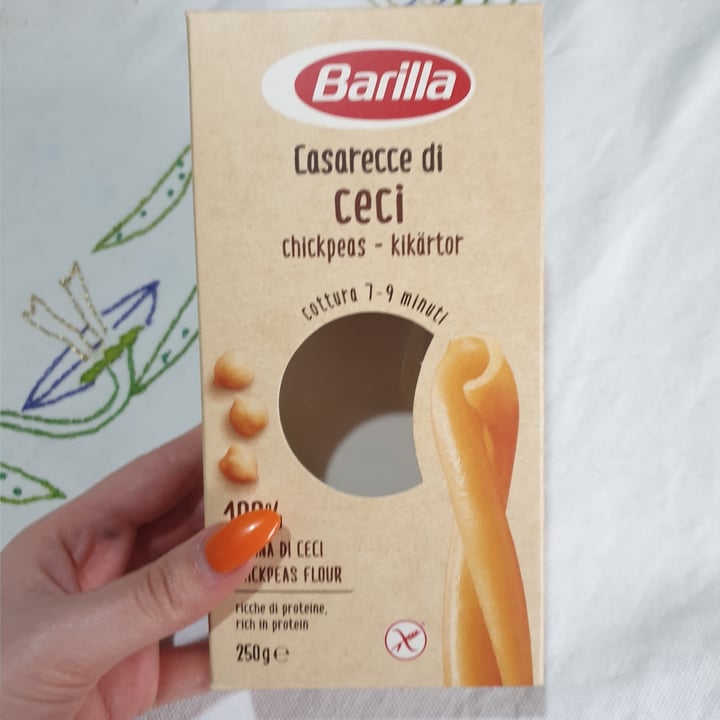 Barilla
Casarecce di
ceci
chickpeas - kikärtor
cottura 7-9 minuti
100%
DI CECI
FLOUR
ricche di proteine,
rich in protein
250g ℮